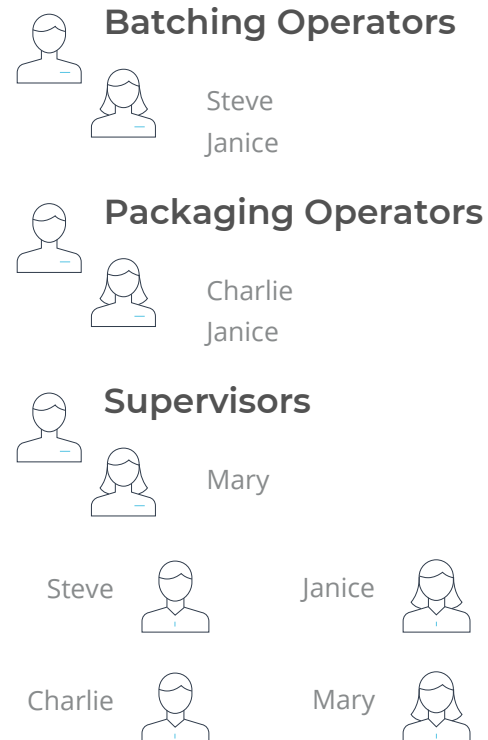 Batching Operators
Steve
Janice
Packaging Operators
Charlie
Janice
Supervisors
Mary
Steve
Janice
Charlie
Mary